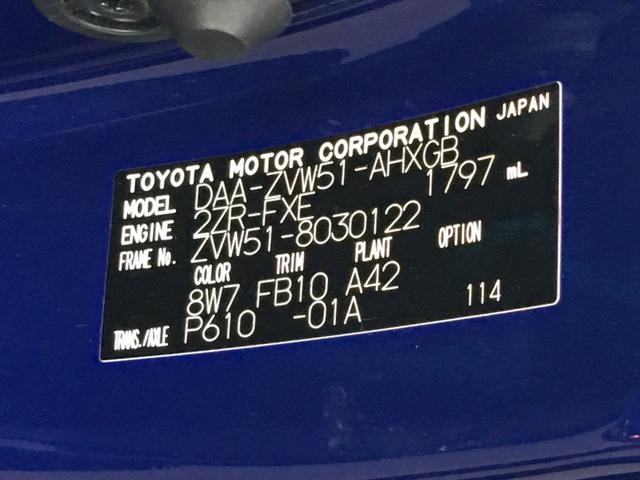 TOYOTA MOTOR CORPORATION JAPAN
MODEL DAA-ZVW51-AHXGB
ENGINE 2ZR-FXE 1797 mL
FRAME No. ZVW51-8030122
COLOR TRIM PLANT OPTION
8W7 FB10 A42
TRANS./AXLE P610 -01A 114